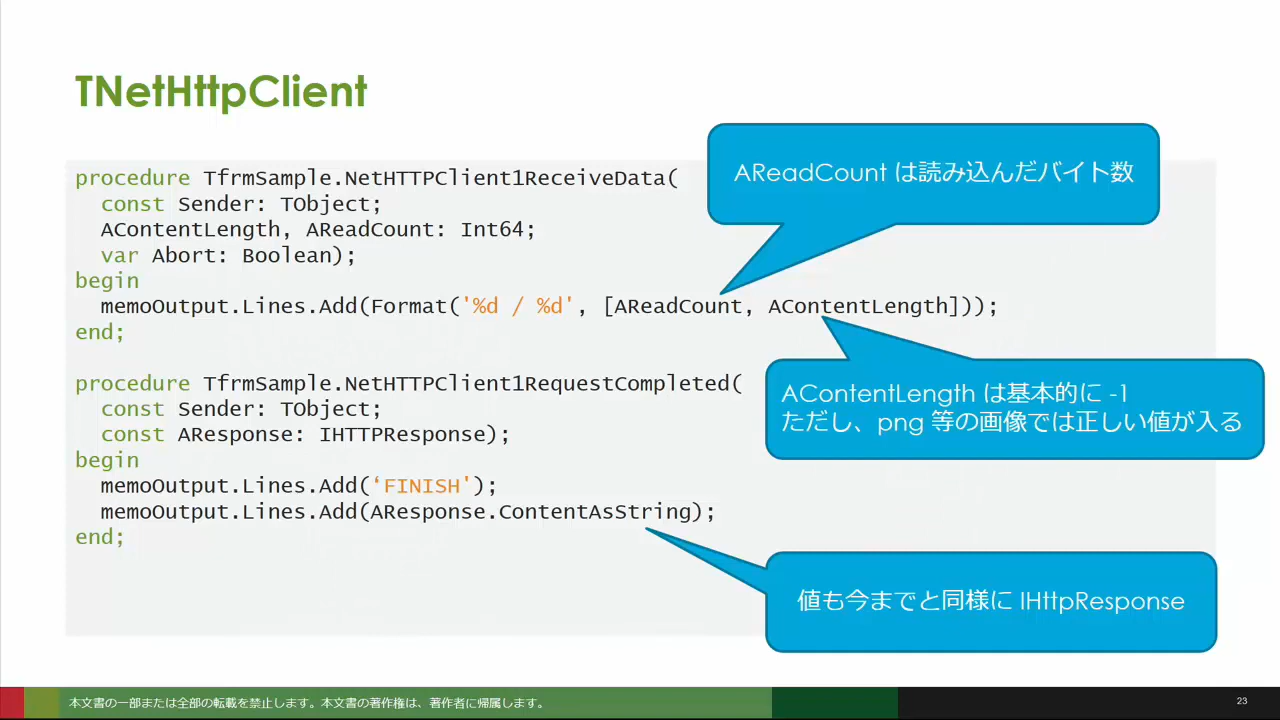 TNetHttpClient
procedure TfrmSample.NetHTTPClient1ReceiveData(
  const Sender: TObject;
  AContentLength, AReadCount: Int64;
  var Abort: Boolean);
begin
  memoOutput.Lines.Add(Format('%d / %d', [AReadCount, AContentLength]));
end;
AReadCount は読み込んだバイト数
AContentLength は基本的に -1
ただし、png 等の画像では正しい値が入る
procedure TfrmSample.NetHTTPClient1RequestCompleted(
  const Sender: TObject;
  const AResponse: IHTTPResponse);
begin
  memoOutput.Lines.Add(‘FINISH');
  memoOutput.Lines.Add(AResponse.ContentAsString);
end;
値も今までと同様に IHttpResponse
本文書の一部または全部の転載を禁止します。本文書の著作権は、著作者に帰属します。
23